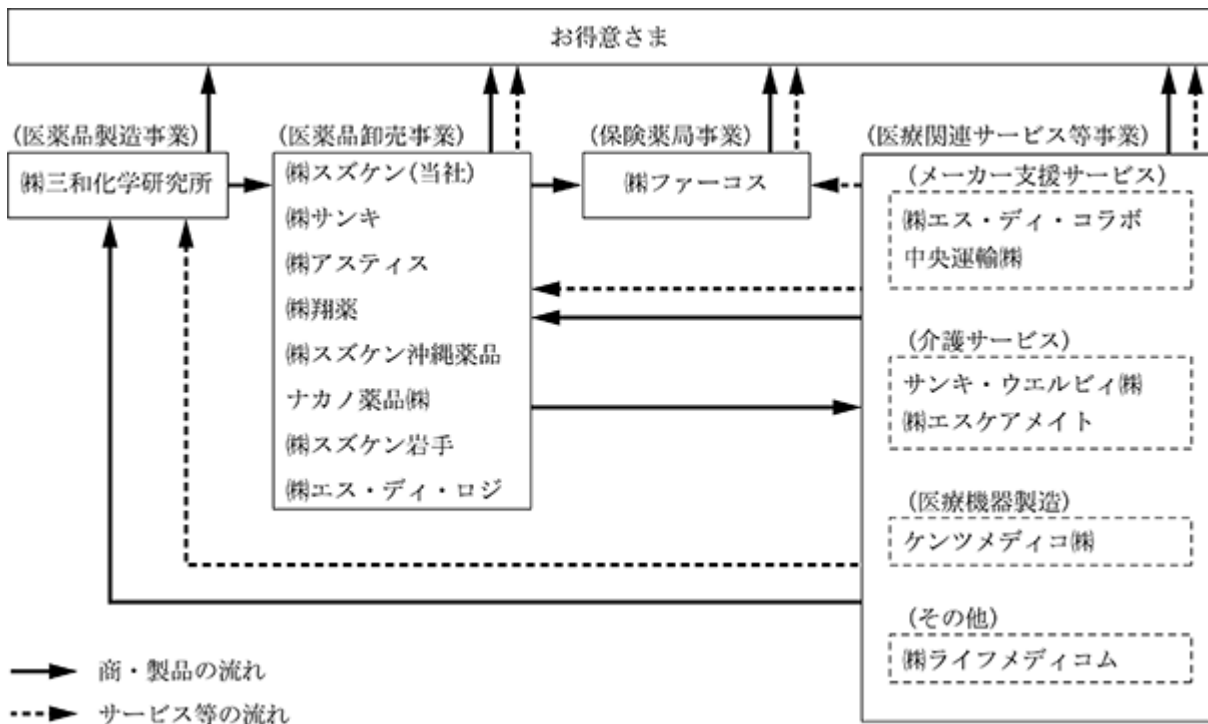 お得意さま
(医薬品製造事業)
㈱三和化学研究所
(医薬品卸売事業)
㈱スズケン(当社)
㈱サンキ
㈱アスティス
㈱翔薬
㈱スズケン沖縄薬品
ナカノ薬品㈱
㈱スズケン岩手
㈱エス・ディ・ロジ
(保険薬局事業)
㈱ファーコス
(医療関連サービス等事業)
(メーカー支援サービス)
㈱エス・ディ・コラボ
中央運輸㈱
(介護サービス)
サンキ・ウエルビィ㈱
㈱エスケアメイト
(医療機器製造)
ケンツメディコ㈱
(その他)
㈱ライフメディコム
商・製品の流れ
サービス等の流れ